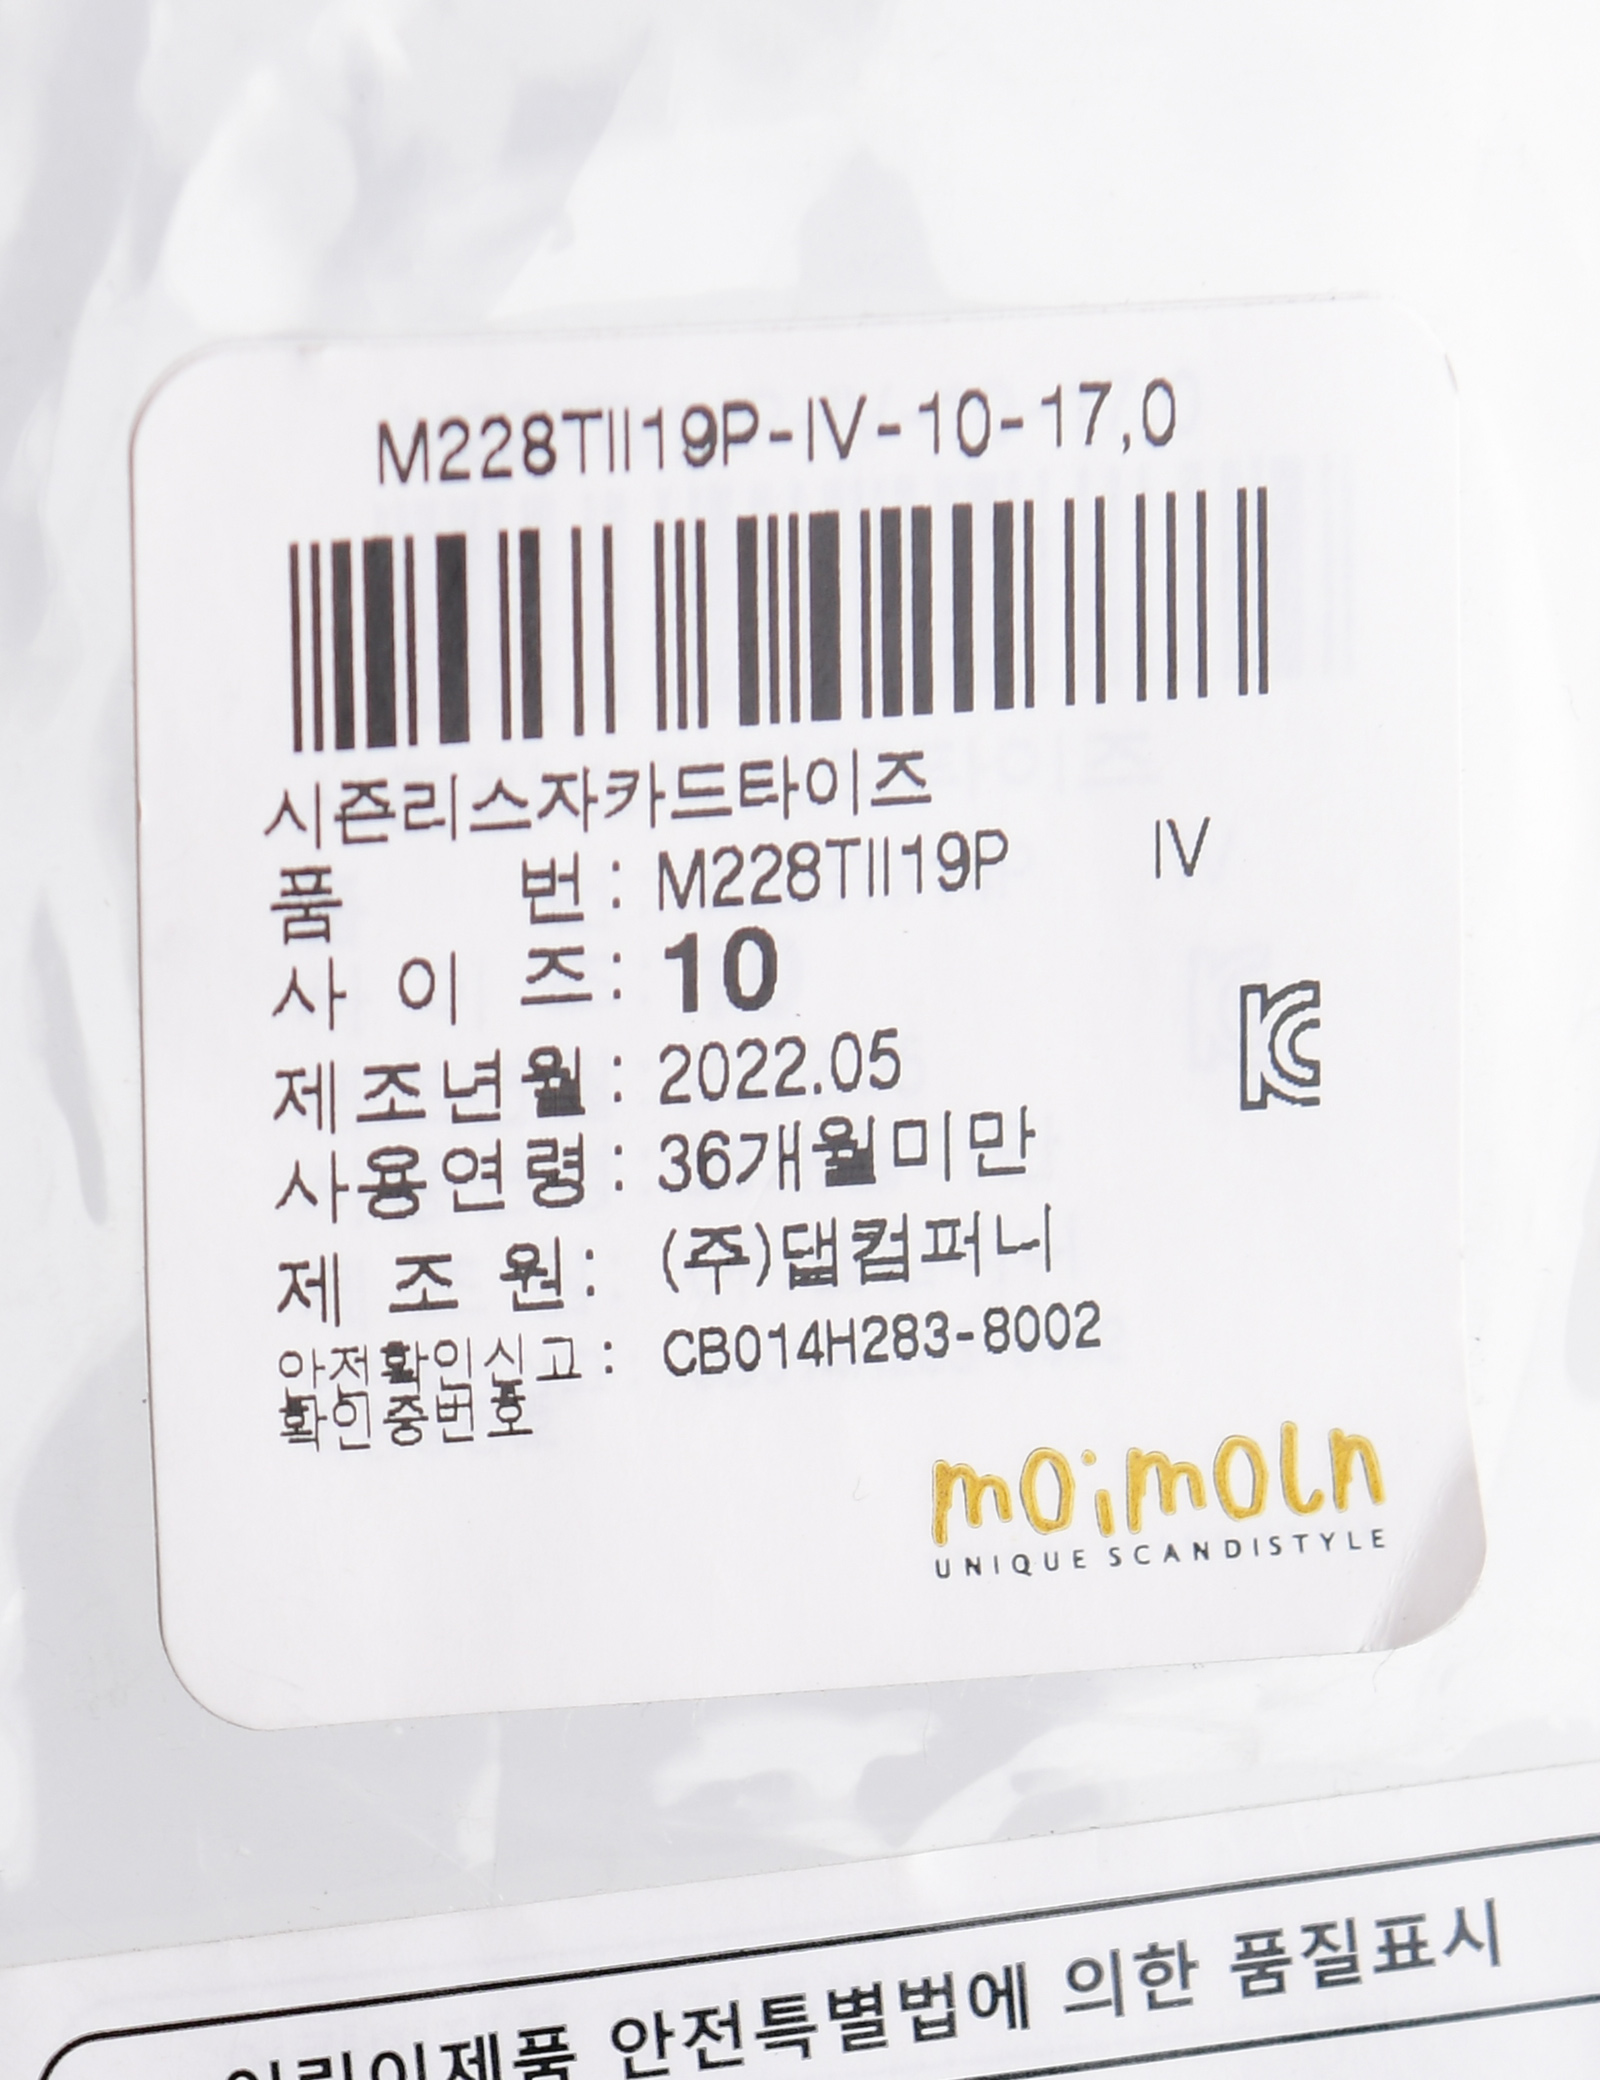 M228TII19P-IV-10-17,0
시즌리스자카드타이즈
품 번 : M228TII19P IV
사 이 즈 : 10
제조년월 : 2022.05
사용연령 : 36개월미만
제 조 원 : (주)댑컴퍼니
안전확인신고 : CB014H283-8002
확인증번호
KC
moimoln
UNIQUE SCANDISTYLE
어린이제품 안전특별법에 의한 품질표시